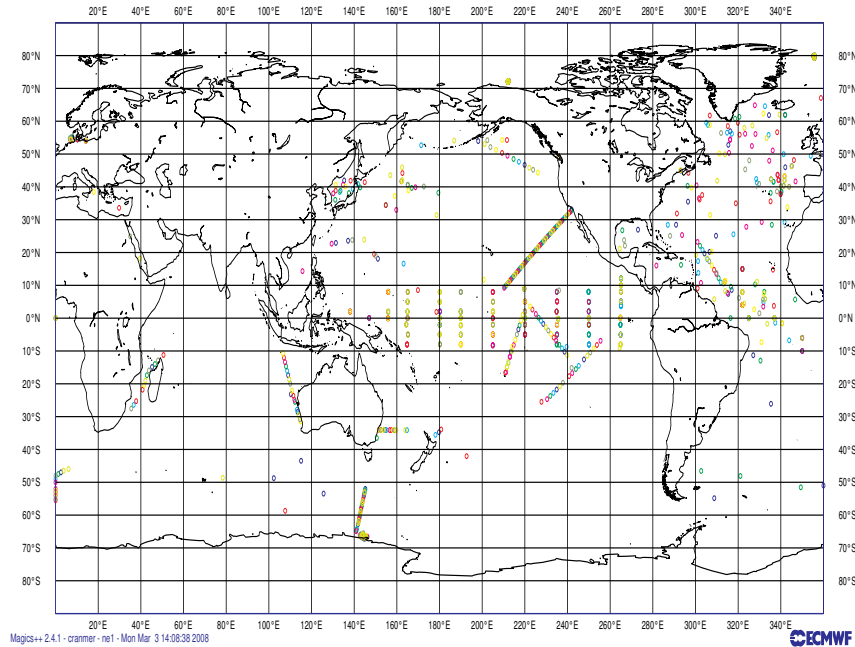 20°E 40°E 60°E 80°E 100°E 120°E 140°E 160°E 180°E 200°E 220°E 240°E 260°E 280°E 300°E 320°E 340°E
80°N 80°N
70°N 70°N
60°N 60°N
50°N 50°N
40°N 40°N
30°N 30°N
20°N 20°N
10°N 10°N
0°N 0°N
10°S 10°S
20°S 20°S
30°S 30°S
40°S 40°S
50°S 50°S
60°S 60°S
70°S 70°S
80°S 80°S
20°E 40°E 60°E 80°E 100°E 120°E 140°E 160°E 180°E 200°E 220°E 240°E 260°E 280°E 300°E 320°E 340°E
Magics++ 2.4.1 - cranmer - ne1 - Mon Mar 3 14:08:38 2008
ECMWF